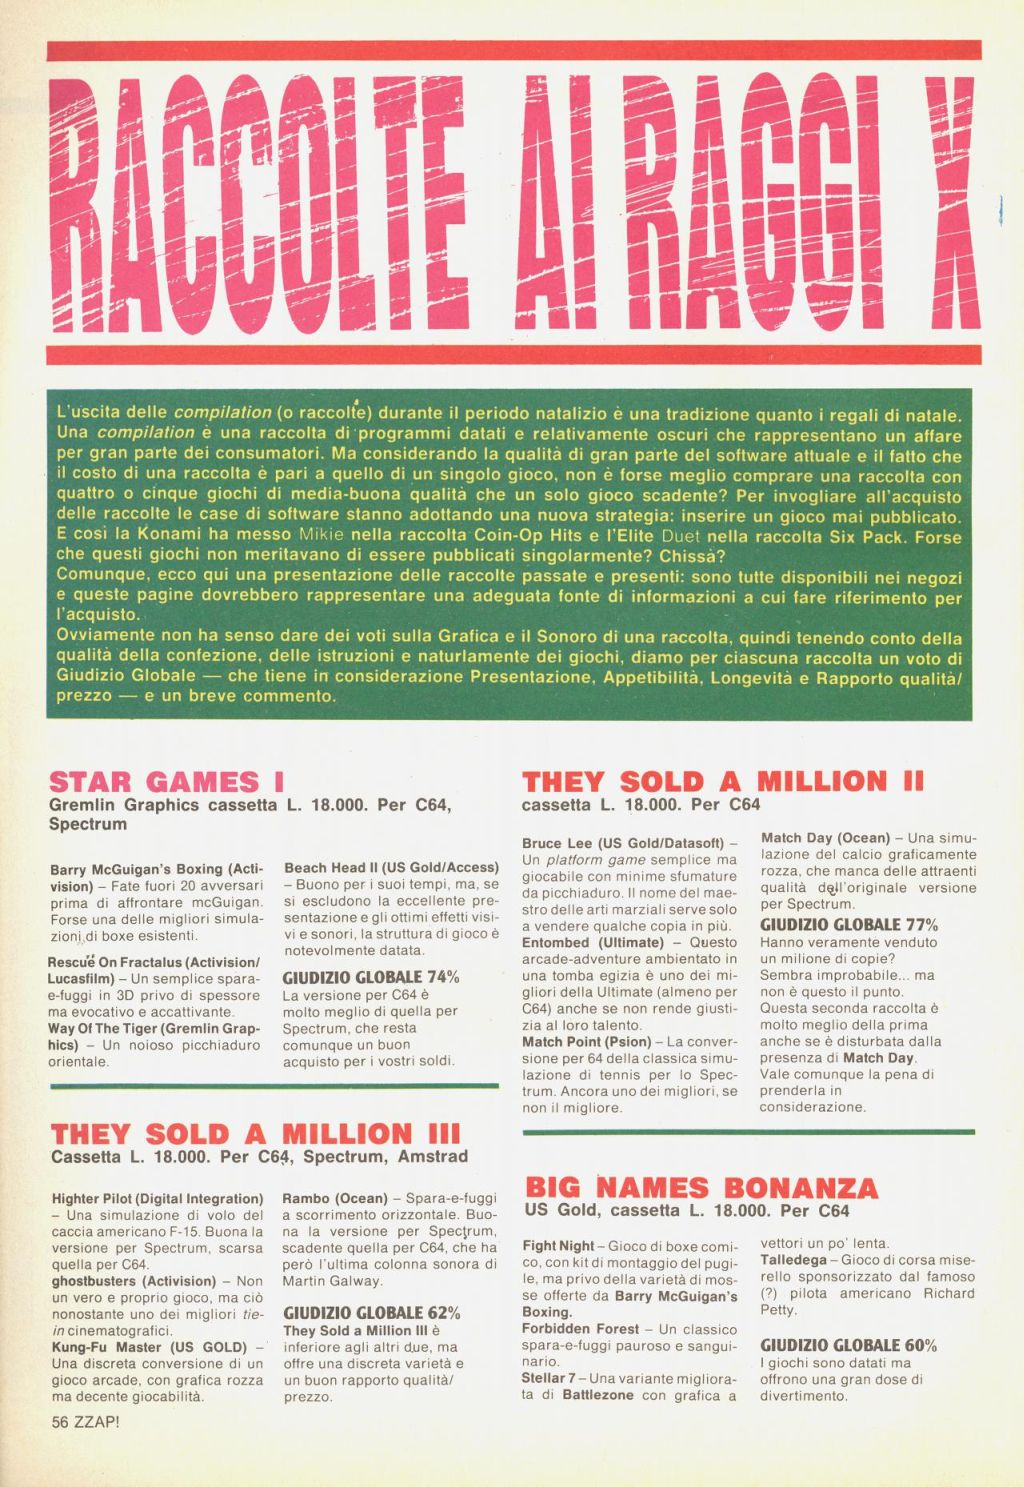 RACCOLTE AI RAGGI X
L'uscita delle compilation (o raccolte) durante il periodo natalizio è una tradizione quanto i regali di natale.
Una compilation è una raccolta di programmi datati e relativamente oscuri che rappresentano un affare
per gran parte dei consumatori. Ma considerando la qualità di gran parte del software attuale e il fatto che
il costo di una raccolta è pari a quello di un singolo gioco, non è forse meglio comprare una raccolta con
quattro o cinque giochi di media-buona qualità che un solo gioco scadente? Per invogliare all'acquisto
delle raccolte le case di software stanno adottando una nuova strategia: inserire un gioco mai pubblicato.
E così la Konami ha messo Mikie nella raccolta Coin-Op Hits e l'Elite Duet nella raccolta Six Pack. Forse
che questi giochi non meritavano di essere pubblicati singolarmente? Chissà?
Comunque, ecco qui una presentazione delle raccolte passate e presenti: sono tutte disponibili nei negozi
e queste pagine dovrebbero rappresentare una adeguata fonte di informazioni a cui fare riferimento per
l'acquisto.
Ovviamente non ha senso dare dei voti sulla Grafica e il Sonoro di una raccolta, quindi tenendo conto della
qualità della confezione, delle istruzioni e naturlamente dei giochi, diamo per ciascuna raccolta un voto di
Giudizio Globale — che tiene in considerazione Presentazione, Appetibilità, Longevità e Rapporto qualità/
prezzo — e un breve commento.
STAR GAMES I
Gremlin Graphics cassetta L. 18.000. Per C64,
Spectrum
Barry McGuigan's Boxing (Acti-
vision) – Fate fuori 20 avversari
prima di affrontare mcGuigan.
Forse una delle migliori simula-
zioni di boxe esistenti.
Rescue On Fractalus (Activision/
Lucasfilm) – Un semplice spara-
e-fuggi in 3D privo di spessore
ma evocativo e accattivante.
Way Of The Tiger (Gremlin Grap-
hics) – Un noioso picchiaduro
orientale.
Beach Head II (US Gold/Access)
– Buono per i suoi tempi, ma, se
si escludono la eccellente pre-
sentazione e gli ottimi effetti visi-
vi e sonori, la struttura di gioco è
notevolmente datata.
GIUDIZIO GLOBALE 74%
La versione per C64 è
molto meglio di quella per
Spectrum, che resta
comunque un buon
acquisto per i vostri soldi.
THEY SOLD A MILLION III
Cassetta L. 18.000. Per C64, Spectrum, Amstrad
Highter Pilot (Digital Integration)
– Una simulazione di volo del
caccia americano F-15. Buona la
versione per Spectrum, scarsa
quella per C64.
ghostbusters (Activision) – Non
un vero e proprio gioco, ma ciò
nonostante uno dei migliori tie-
in cinematografici.
Kung-Fu Master (US GOLD) –
Una discreta conversione di un
gioco arcade, con grafica rozza
ma decente giocabilità.
Rambo (Ocean) – Spara-e-fuggi
a scorrimento orizzontale. Buo-
na la versione per Spectrum,
scadente quella per C64, che ha
però l'ultima colonna sonora di
Martin Galway.
GIUDIZIO GLOBALE 62%
They Sold a Million III è
inferiore agli altri due, ma
offre una discreta varietà e
un buon rapporto qualità/
prezzo.
56 ZZAP!
THEY SOLD A MILLION II
cassetta L. 18.000. Per C64
Bruce Lee (US Gold/Datasoft) –
Un platform game semplice ma
giocabile con minime sfumature
da picchiaduro. Il nome del mae-
stro delle arti marziali serve solo
a vendere qualche copia in più.
Entombed (Ultimate) – Questo
arcade-adventure ambientato in
una tomba egizia è uno dei mi-
gliori della Ultimate (almeno per
C64) anche se non rende giusti-
zia al loro talento.
Match Point (Psion) – La conver-
sione per 64 della classica simu-
lazione di tennis per lo Spec-
trum. Ancora uno dei migliori, se
non il migliore.
Match Day (Ocean) – Una simu-
lazione del calcio graficamente
rozza, che manca delle attraenti
qualità dell'originale versione
per Spectrum.
GIUDIZIO GLOBALE 77%
Hanno veramente venduto
un milione di copie?
Sembra improbabile... ma
non è questo il punto.
Questa seconda raccolta è
molto meglio della prima
anche se è disturbata dalla
presenza di Match Day.
Vale comunque la pena di
prenderla in
considerazione.
BIG NAMES BONANZA
US Gold, cassetta L. 18.000. Per C64
Fight Night – Gioco di boxe comi-
co, con kit di montaggio del pugi-
le, ma privo della varietà di mos-
se offerte da Barry McGuigan's
Boxing.
Forbidden Forest – Un classico
spara-e-fuggi pauroso e sangui-
nario.
Stellar 7 – Una variante migliora-
ta di Battlezone con grafica a
vettori un po' lenta.
Talledega – Gioco di corsa mise-
rello sponsorizzato dal famoso
(?) pilota americano Richard
Petty.
GIUDIZIO GLOBALE 60%
I giochi sono datati ma
offrono una gran dose di
divertimento.